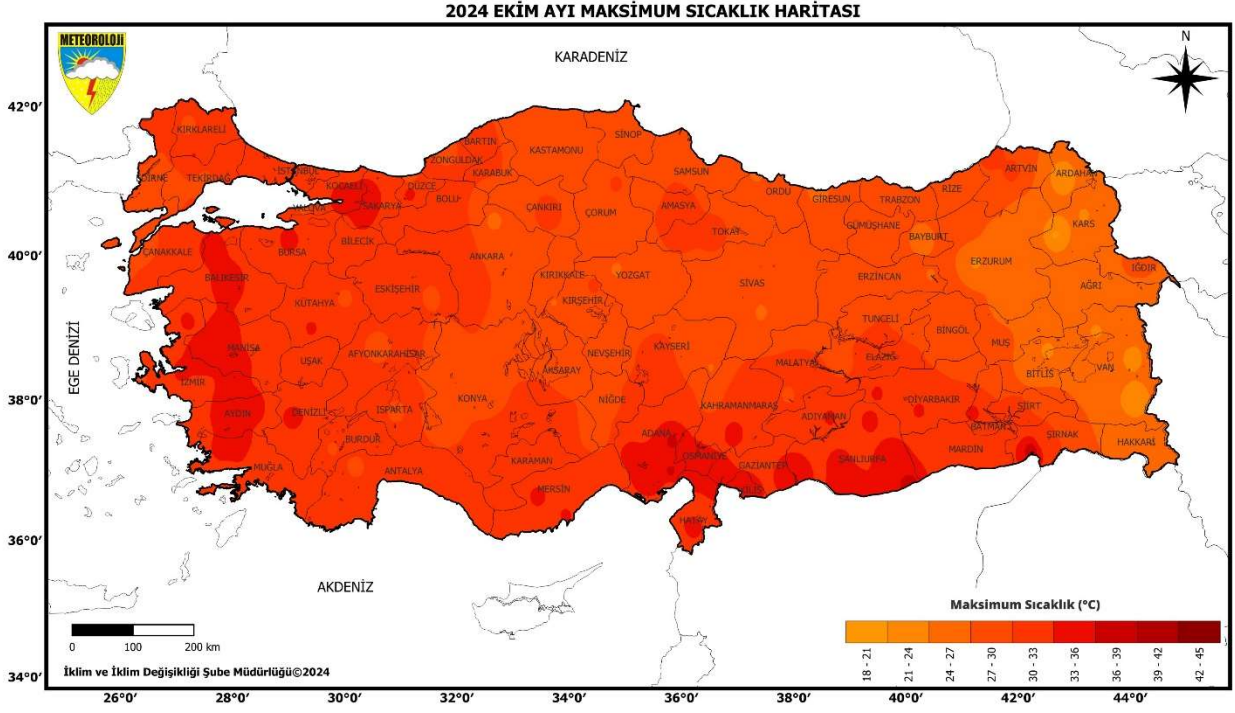 2024 EKİM AYI MAKSİMUM SICAKLIK HARİTASI
METEOROLOJİ
KARADENİZ
N
42°0'
40°0'
38°0'
36°0'
34°0'
KIRKLARELİ
EDİRNE
TEKİRDAĞ
İSTANBUL
KOCAELİ
YALOVA
SAKARYA
DÜZCE
ZONGULDAK
BARTIN
KARABÜK
BOLU
KASTAMONU
SİNOP
SAMSUN
ORDU
GİRESUN
TRABZON
RİZE
ARTVİN
ARDAHAN
ÇANKIRI
ÇORUM
AMASYA
TOKAT
GÜMÜŞHANE
BAYBURT
KARS
ÇANAKKALE
BALIKESİR
BURSA
BİLECİK
ANKARA
ERZURUM
IĞDIR
ESKİŞEHİR
KÜTAHYA
KIRIKKALE
YOZGAT
SİVAS
ERZİNCAN
AĞRI
KIRŞEHİR
TUNCELİ
BİNGÖL
MUŞ
EGE DENİZİ
MANİSA
UŞAK
AFYONKARAHİSAR
AKSARAY
NEVŞEHİR
KAYSERİ
MALATYA
ELAZIĞ
BİTLİS
VAN
İZMİR
AYDIN
DENİZLİ
ISPARTA
KONYA
NİĞDE
KAHRAMANMARAŞ
ADIYAMAN
DİYARBAKIR
SİİRT
BATMAN
BURDUR
ADANA
OSMANİYE
GAZİANTEP
ŞANLIURFA
MARDİN
ŞIRNAK
HAKKARİ
MUĞLA
ANTALYA
KARAMAN
MERSİN
KİLİS
HATAY
AKDENİZ
0 100 200 km
İklim ve İklim Değişikliği Şube Müdürlüğü©2024
Maksimum Sıcaklık (°C)
18 - 21
21 - 24
24 - 27
27 - 30
30 - 33
33 - 36
36 - 39
39 - 42
42 - 45
26°0' 28°0' 30°0' 32°0' 34°0' 36°0' 38°0' 40°0' 42°0' 44°0'